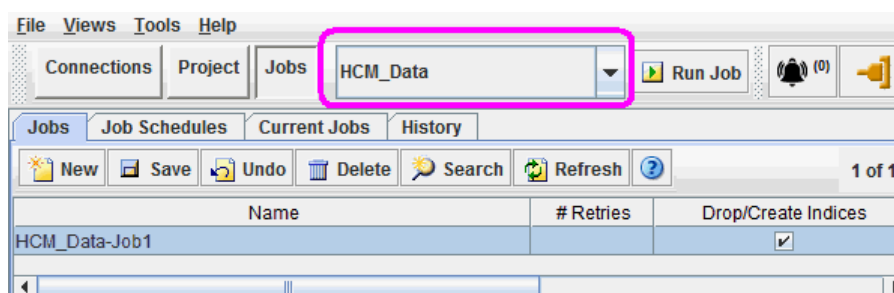 File Views Tools Help
Connections Project Jobs HCM_Data Run Job (0)
Jobs Job Schedules Current Jobs History
New Save Undo Delete Search Refresh ? 1 of 1
Name # Retries Drop/Create Indices
HCM_Data-Job1